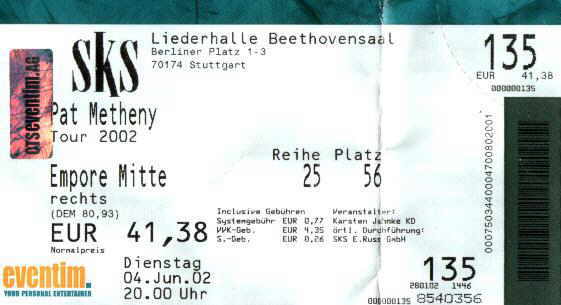 sks
Liederhalle Beethovensaal
Berliner Platz 1-3
70174 Stuttgart
135
EUR 41,38
000000135
Pat Metheny
Tour 2002
Reihe Platz
Empore Mitte 25 56
rechts
(DEM 80,93)
EUR 41,38
Normalpreis
Inclusive Gebühren
Systemgebühr EUR 0,77
VVK-Geb. EUR 4,35
S.-Geb. EUR 0,26
Veranstalter:
Karsten Jahnke KD
örtl. Durchführung:
SKS E.Russ GmbH
Dienstag
04.Jun.02
20.00 Uhr
eventim.
YOUR PERSONAL ENTERTAINER
135
280102 1446
000000135 8540356
00075034400004700802001